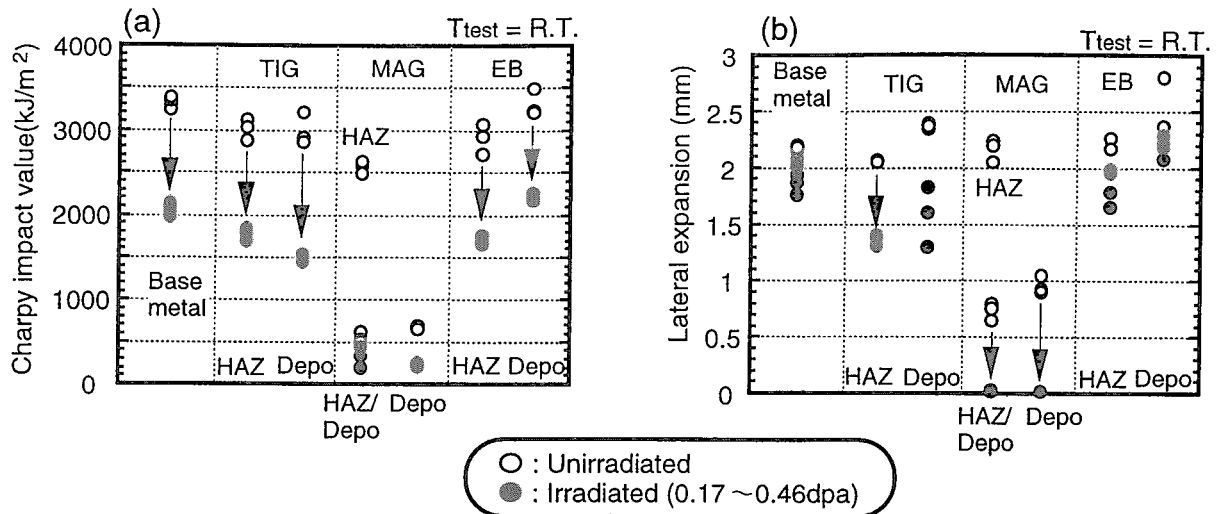 (a)
Ttest = R.T.
Charpy impact value(kJ/m²)
4000
3000
2000
1000
0
TIG
MAG
EB
HAZ
Base
metal
HAZ Depo
HAZ/ Depo
Depo
HAZ Depo
(b)
Ttest = R.T.
Lateral expansion (mm)
3
2.5
2
1.5
1
0.5
0
Base
metal
TIG
MAG
EB
HAZ
HAZ Depo
HAZ/ Depo
Depo
HAZ Depo
: Unirradiated
: Irradiated (0.17 ~0.46dpa)